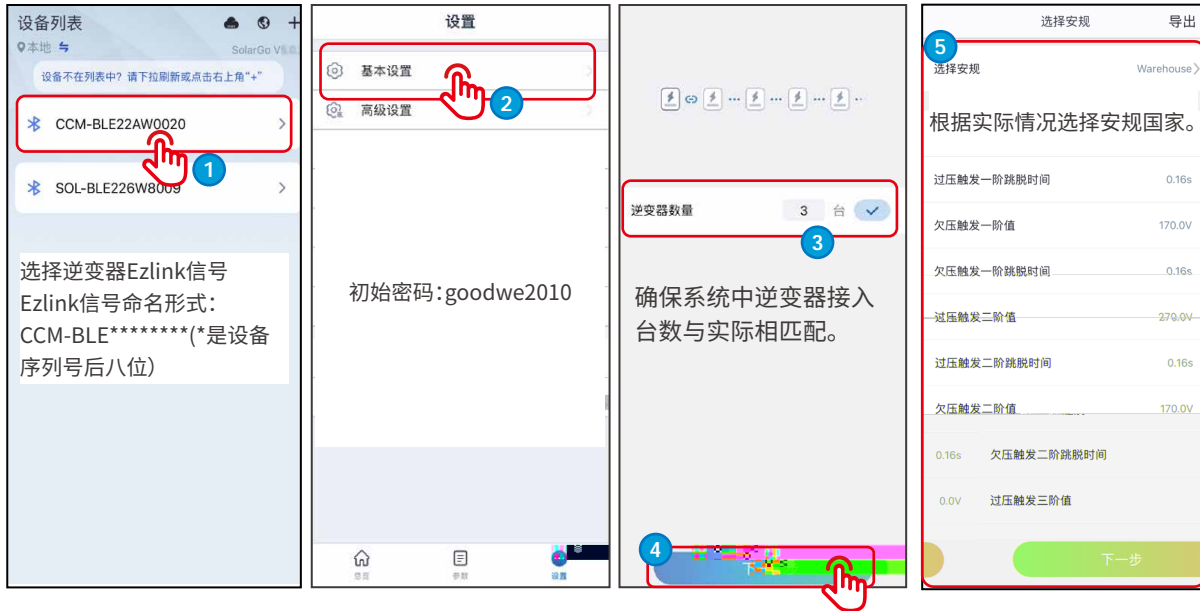 设备列表
本地
SolarGo
设备不在列表中？请下拉刷新或点击右上角“+”
CCM-BLE22AW0020
1
SOL-BLE226W8009
选择逆变器Ezlink信号
Ezlink信号命名形式：
CCM-BLE********(*是设备
序列号后八位）
设置
基本设置
2
高级设置
初始密码：goodwe2010
总览
参数
设置
逆变器数量 3 台
3
确保系统中逆变器接入
台数与实际相匹配。
4
选择安规 导出
5
选择安规 Warehouse
根据实际情况选择安规国家。
过压触发一阶跳脱时间 0.16s
欠压触发一阶值 170.0V
欠压触发一阶跳脱时间 0.16s
过压触发二阶值 270.0V
过压触发二阶跳脱时间 0.16s
欠压触发二阶值 170.0V
0.16s 欠压触发二阶跳脱时间
0.0V 过压触发三阶值
下一步